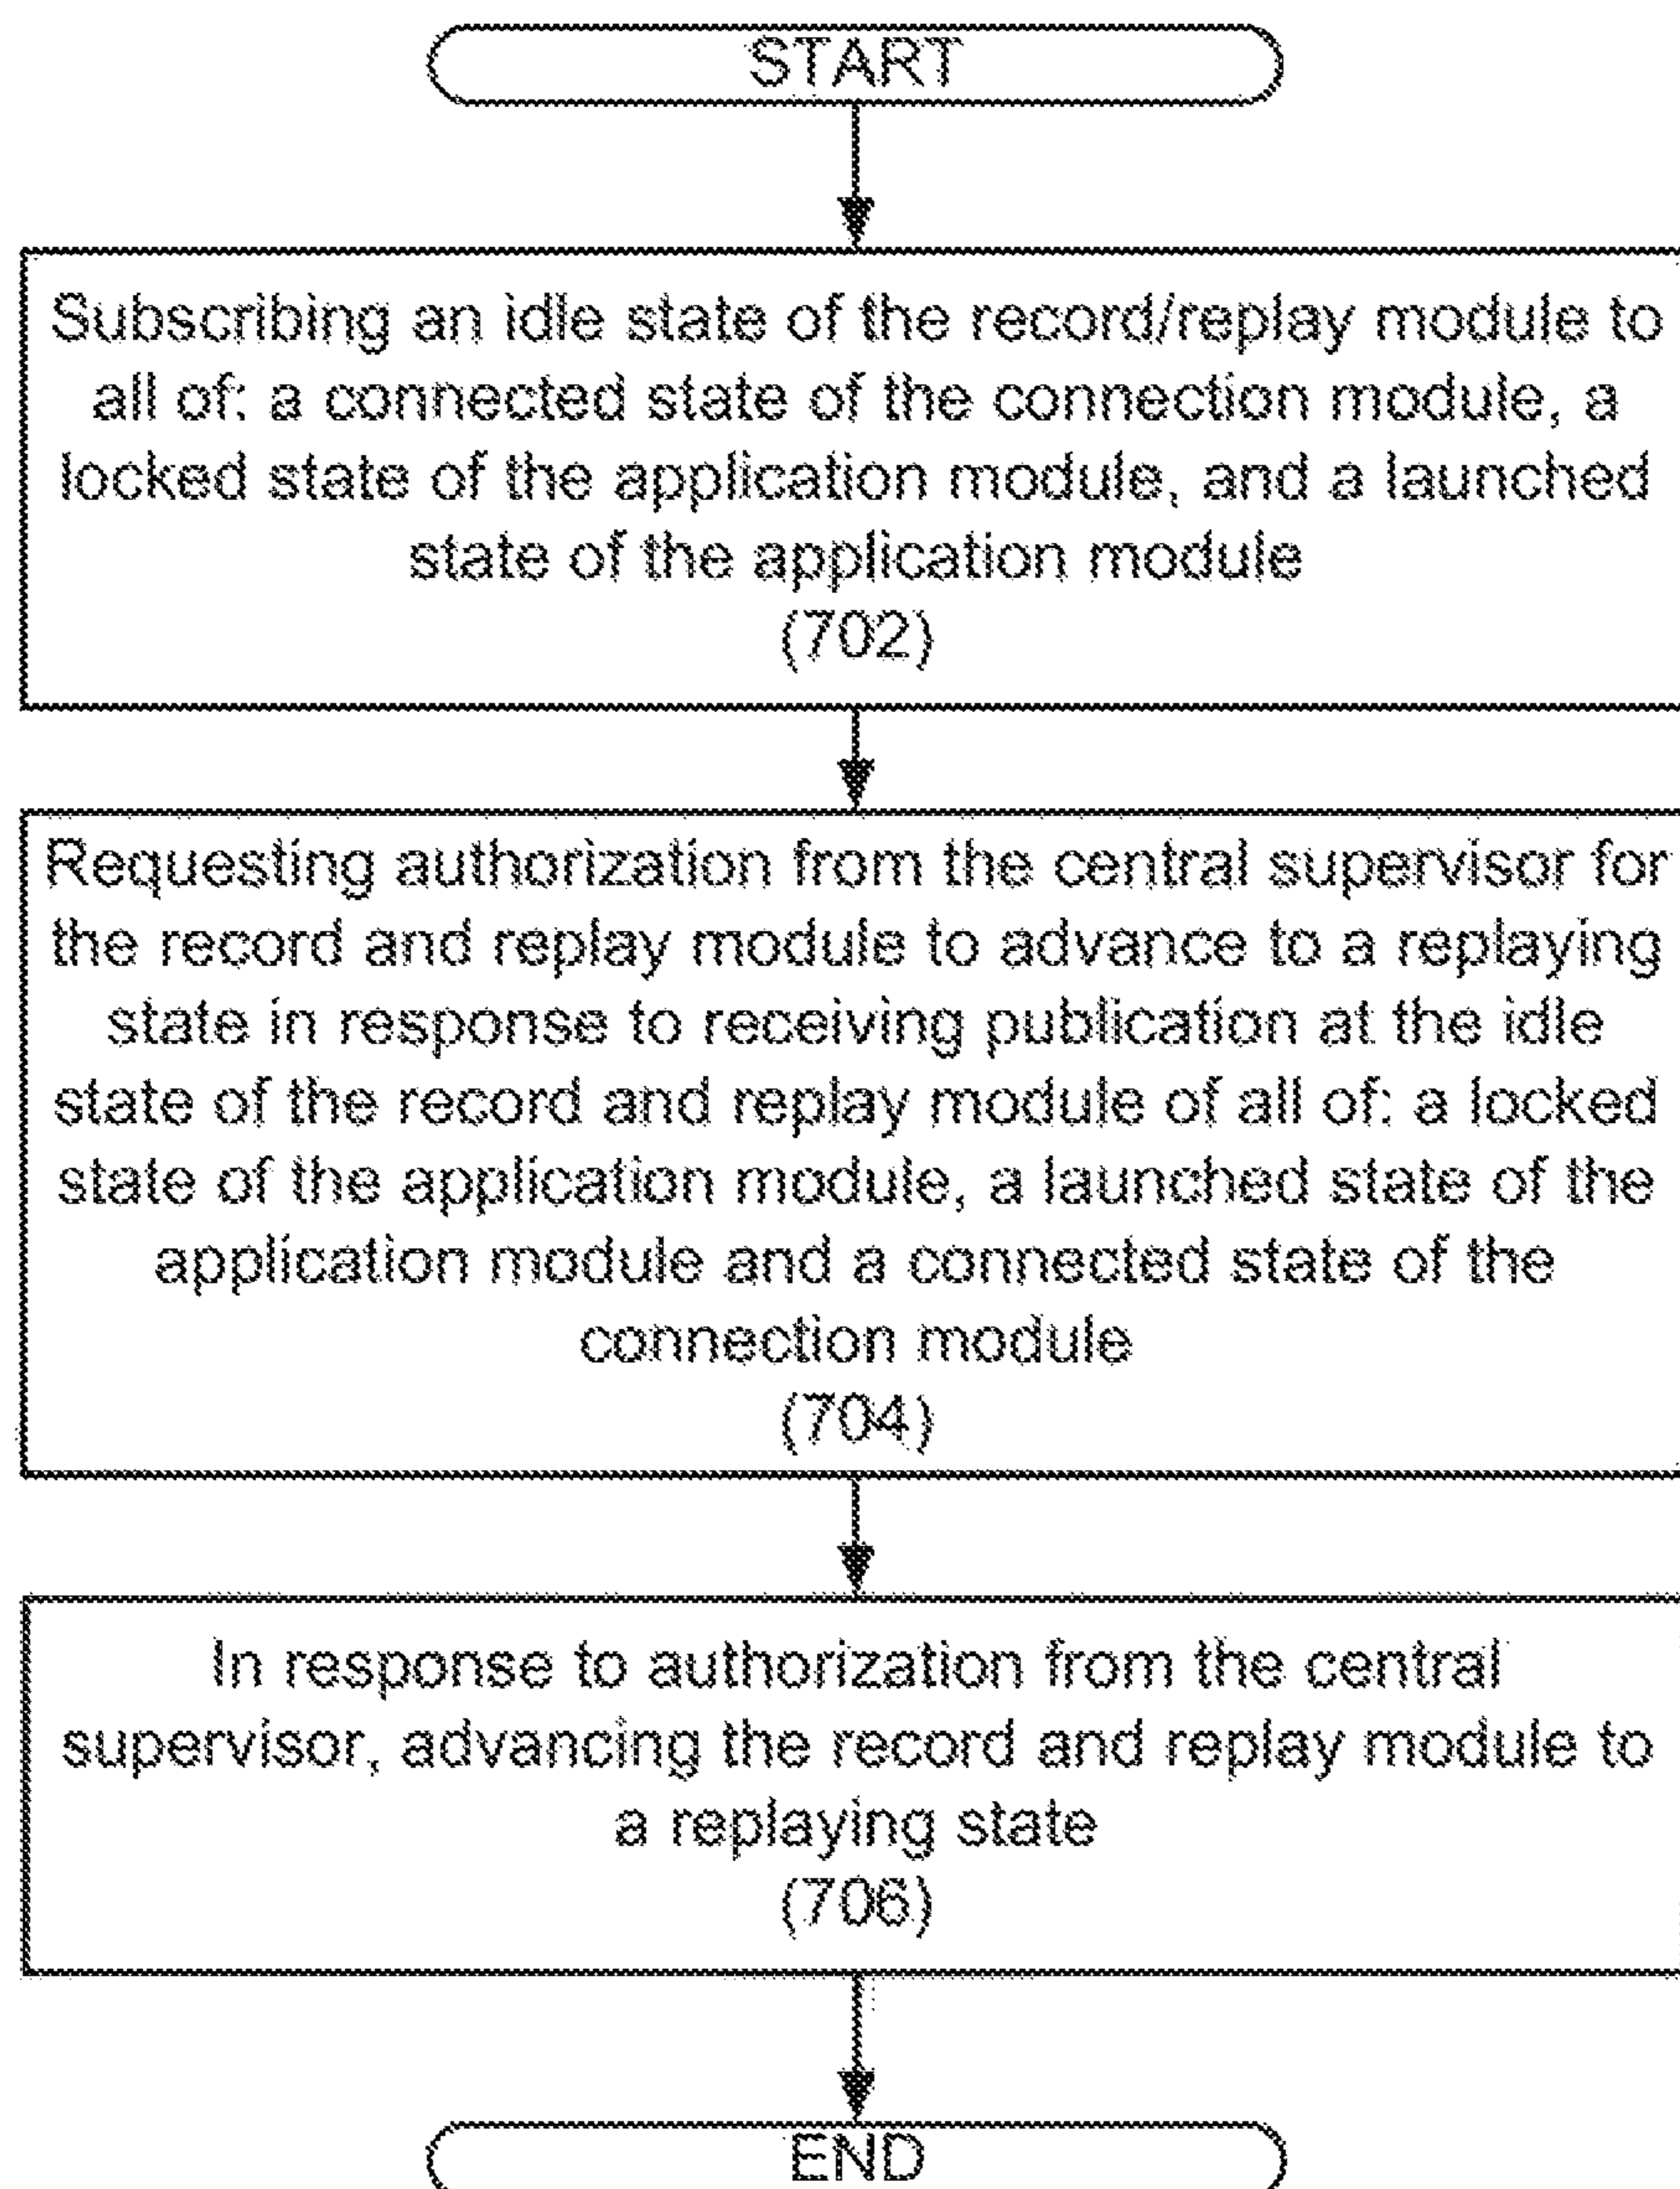 START
Subscribing an idle state of the record/replay module to
all of: a connected state of the connection module, a
locked state of the application module, and a launched
state of the application module
(702)
Requesting authorization from the central supervisor for
the record and replay module to advance to a replaying
state in response to receiving publication at the idle
state of the record and replay module of all of: a locked
state of the application module, a launched state of the
application module and a connected state of the
connection module
(704)
In response to authorization from the central
supervisor, advancing the record and replay module to
a replaying state
(706)
END